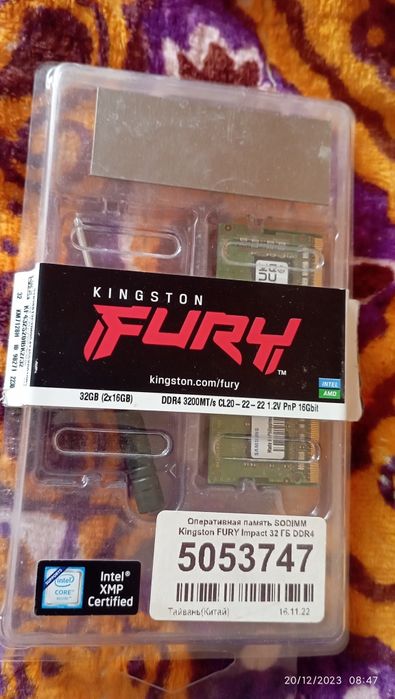 KINGSTON
FURY™
kingston.com/fury
INTEL
AMD
32GB (2x16GB)
DDR4 3200MT/s CL20-22-22 1.2V PnP 16Gbit
SAMSUNG
Оперативная память SODIMM
Kingston FURY Impact 32 ГБ DDR4
5053747
Тайвань(Китай)
16.11.22
intel
CORE
Intel®
XMP
Certified
20/12/2023 08:47